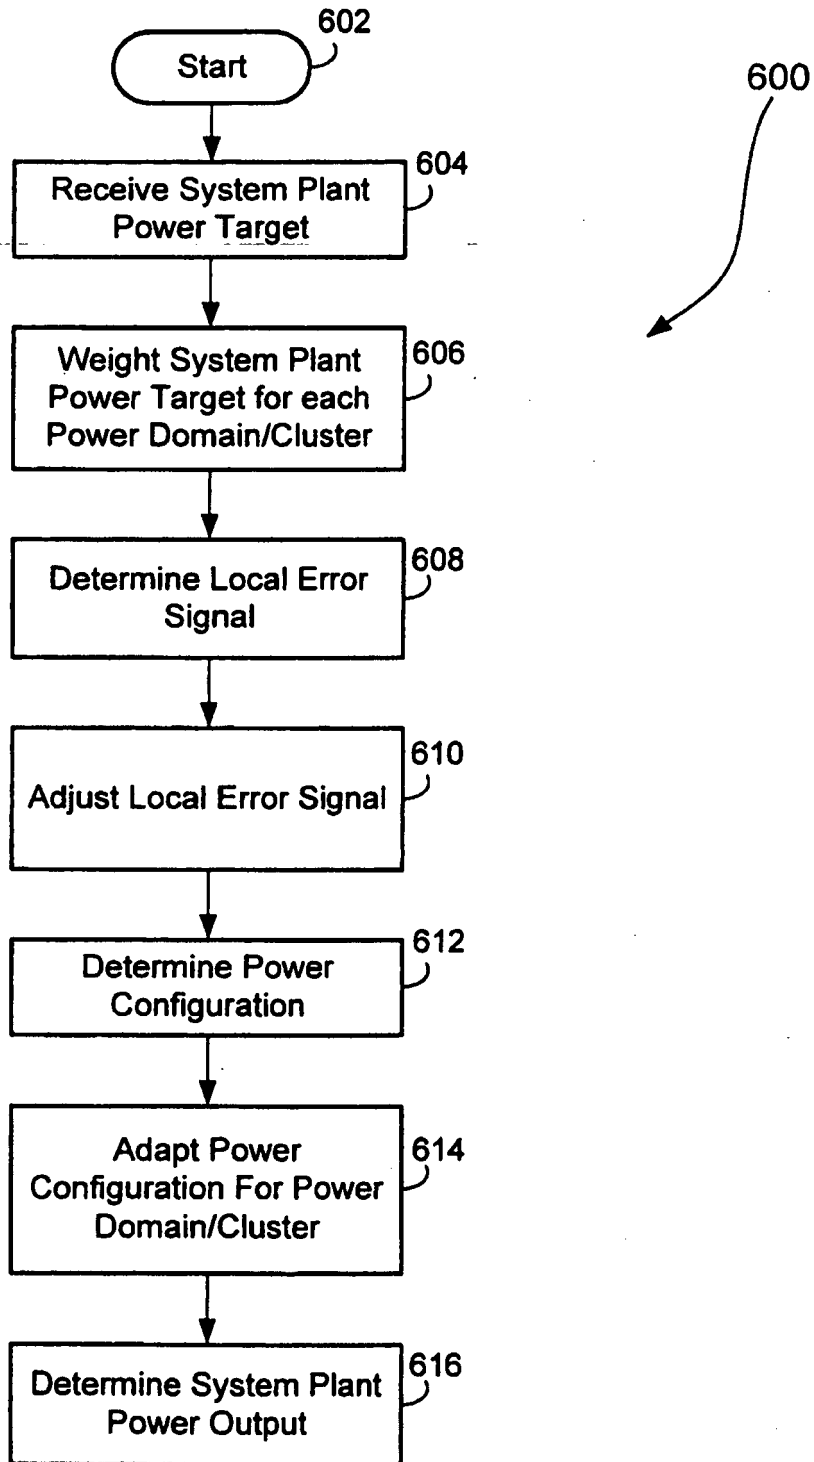 602
Start
600
604
Receive System Plant
Power Target
606
Weight System Plant
Power Target for each
Power Domain/Cluster
608
Determine Local Error
Signal
610
Adjust Local Error Signal
612
Determine Power
Configuration
614
Adapt Power
Configuration For Power
Domain/Cluster
616
Determine System Plant
Power Output